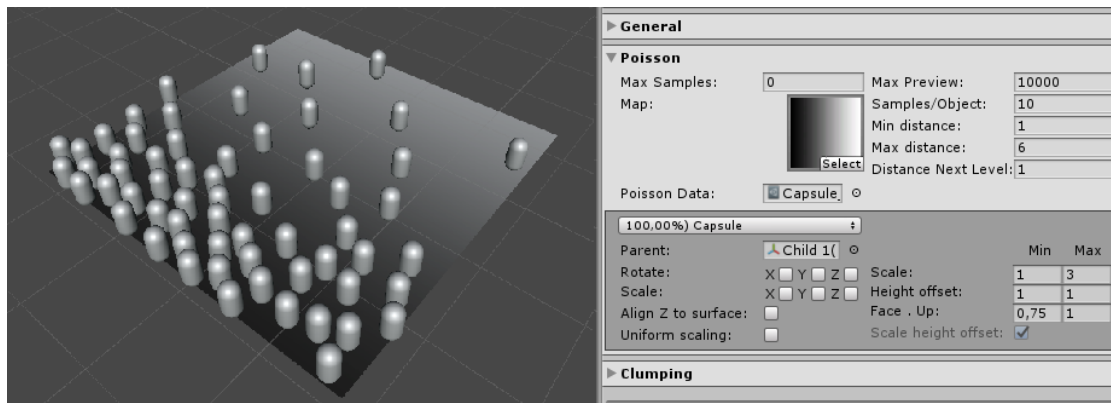 General
Poisson
Max Samples: 0 Max Preview: 10000
Map: Samples/Object: 10
Min distance: 1
Select Max distance: 6
Distance Next Level: 1
Poisson Data: Capsule_
100,00%) Capsule
Parent: Child 1( Min Max
Rotate: X Y Z Scale: 1 3
Scale: X Y Z Height offset: 1 1
Align Z to surface: Face . Up: 0,75 1
Uniform scaling: Scale height offset:
Clumping